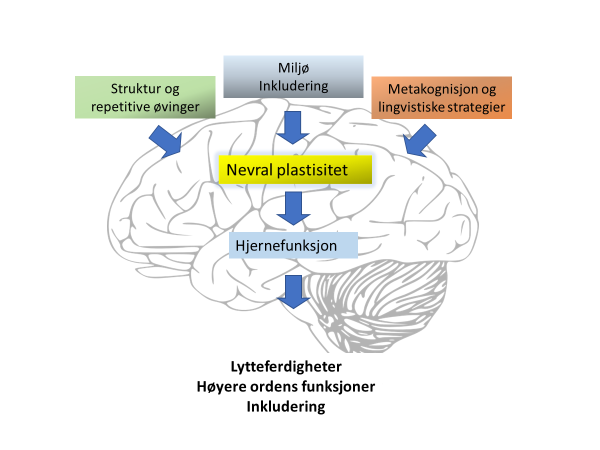 Struktur og
repetitive øvinger
Miljø
Inkludering
Metakognisjon og
lingvistiske strategier
Nevral plastisitet
Hjernefunksjon
Lytteferdigheter
Høyere ordens funksjoner
Inkludering